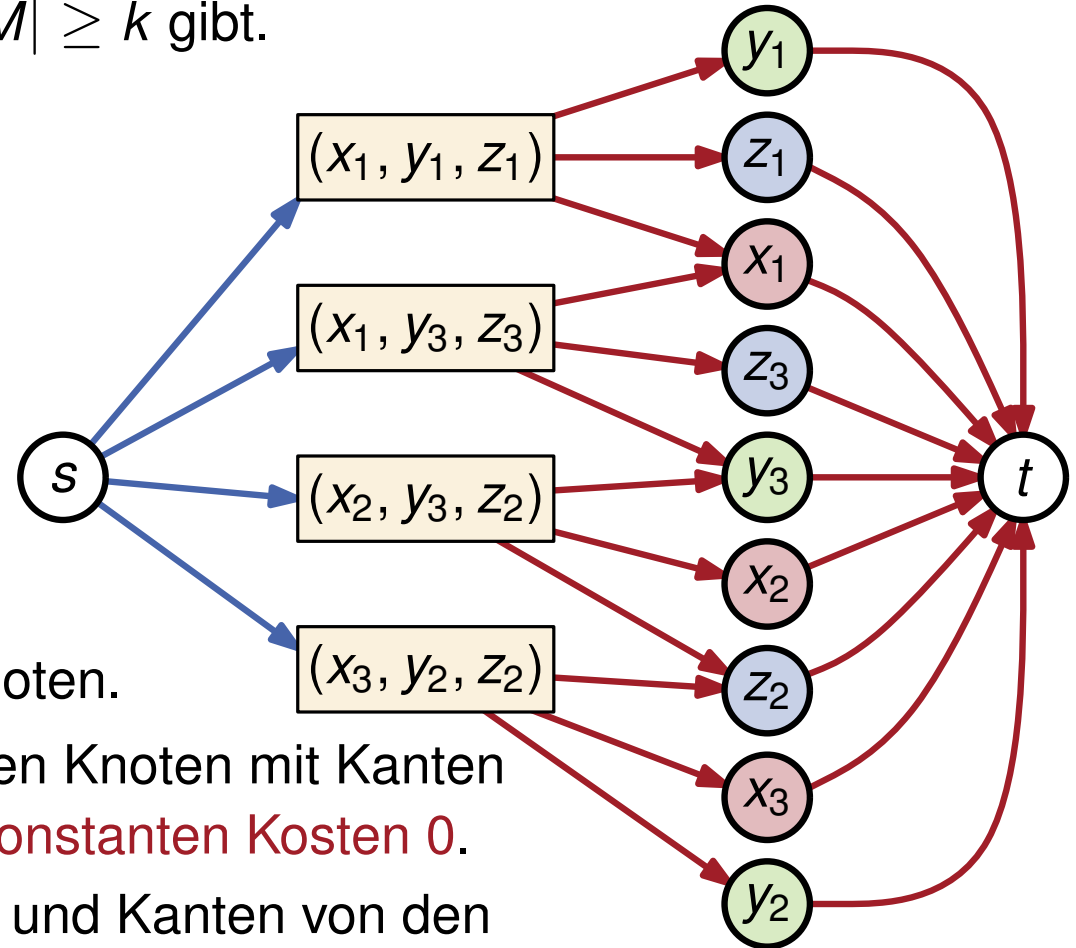 M| ≥ k gibt.
y₁
(x₁, y₁, z₁)
z₁
x₁
(x₁, y₃, z₃)
z₃
s
(x₂, y₃, z₂)
y₃
t
x₂
(x₃, y₂, z₂)
z₂
oten.
en Knoten mit Kanten
x₃
onstanten Kosten 0.
y₂
und Kanten von den